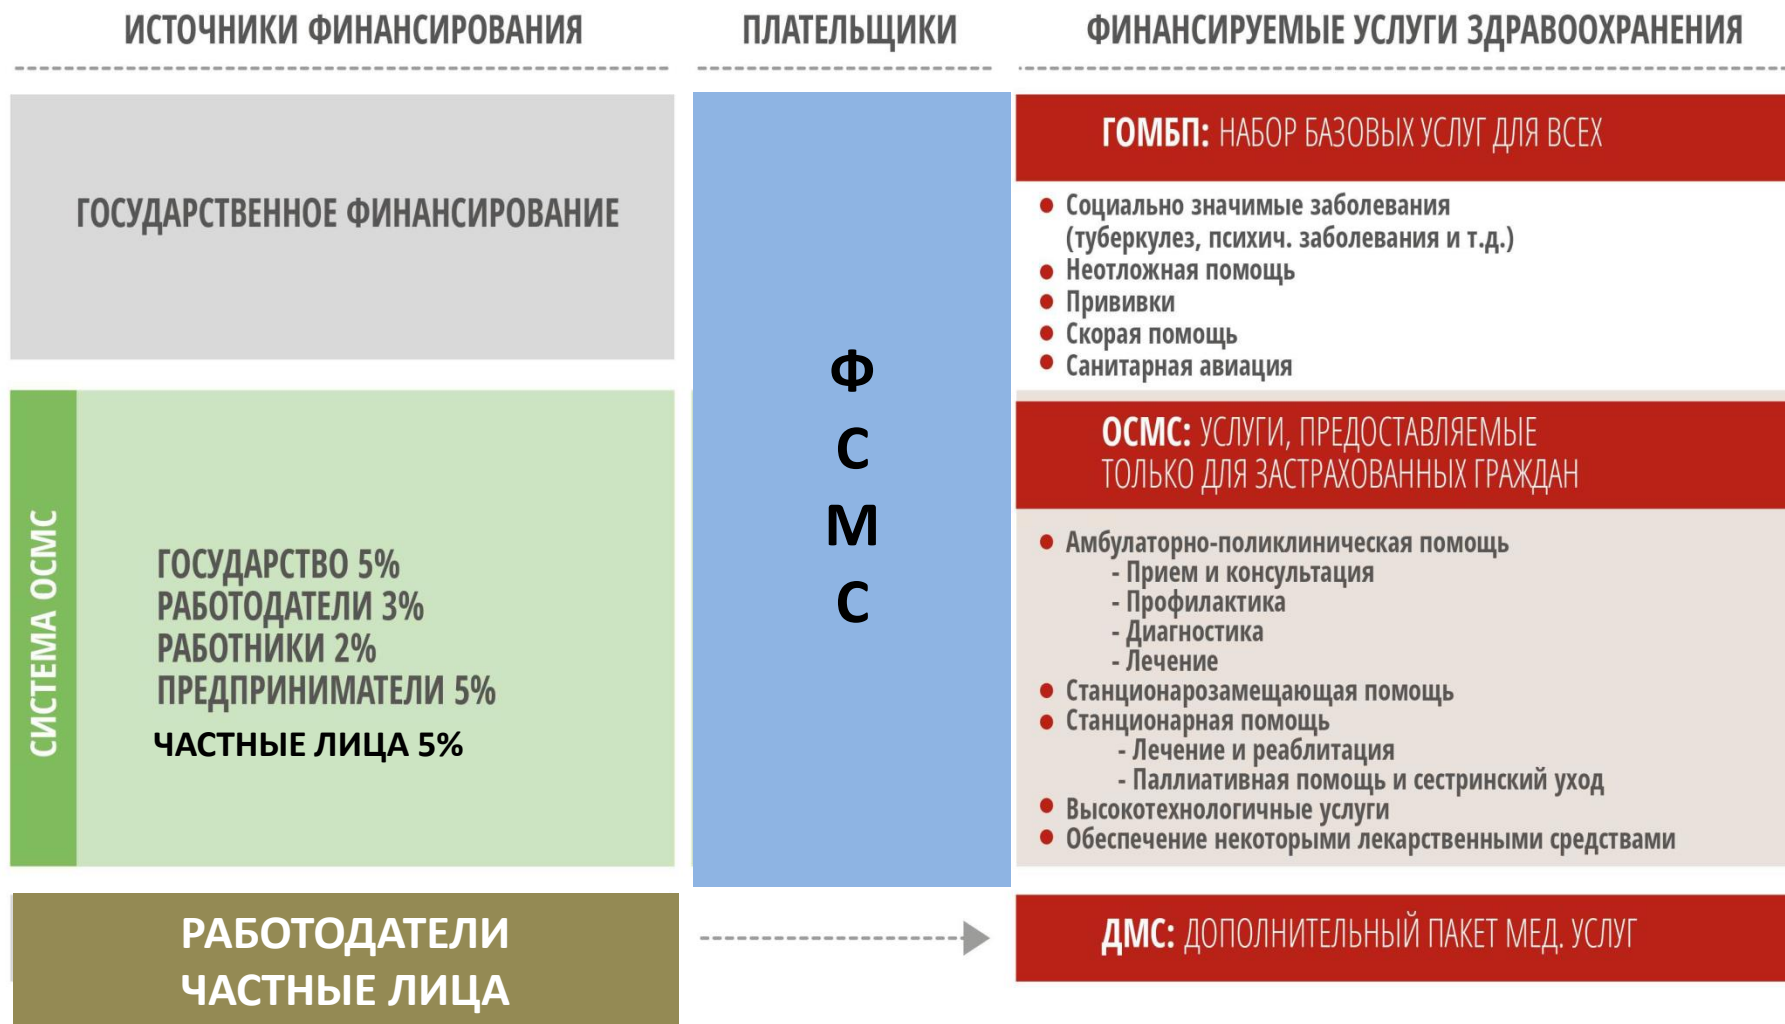 ИСТОЧНИКИ ФИНАНСИРОВАНИЯ
ПЛАТЕЛЬЩИКИ
ФИНАНСИРУЕМЫЕ УСЛУГИ ЗДРАВООХРАНЕНИЯ
ГОСУДАРСТВЕННОЕ ФИНАНСИРОВАНИЕ
СИСТЕМА ОСМС
ГОСУДАРСТВО 5%
РАБОТОДАТЕЛИ 3%
РАБОТНИКИ 2%
ПРЕДПРИНИМАТЕЛИ 5%
ЧАСТНЫЕ ЛИЦА 5%
РАБОТОДАТЕЛИ
ЧАСТНЫЕ ЛИЦА
Ф
С
М
С
ГОМБП: НАБОР БАЗОВЫХ УСЛУГ ДЛЯ ВСЕХ
• Социально значимые заболевания
(туберкулез, психич. заболевания и т.д.)
• Неотложная помощь
• Прививки
• Скорая помощь
• Санитарная авиация
ОСМС: УСЛУГИ, ПРЕДОСТАВЛЯЕМЫЕ
ТОЛЬКО ДЛЯ ЗАСТРАХОВАННЫХ ГРАЖДАН
• Амбулаторно-поликлиническая помощь
- Прием и консультация
- Профилактика
- Диагностика
- Лечение
• Станционарозамещающая помощь
• Станционарная помощь
- Лечение и реаблитация
- Паллиативная помощь и сестринский уход
• Высокотехнологичные услуги
• Обеспечение некоторыми лекарственными средствами
ДМС: ДОПОЛНИТЕЛЬНЫЙ ПАКЕТ МЕД. УСЛУГ